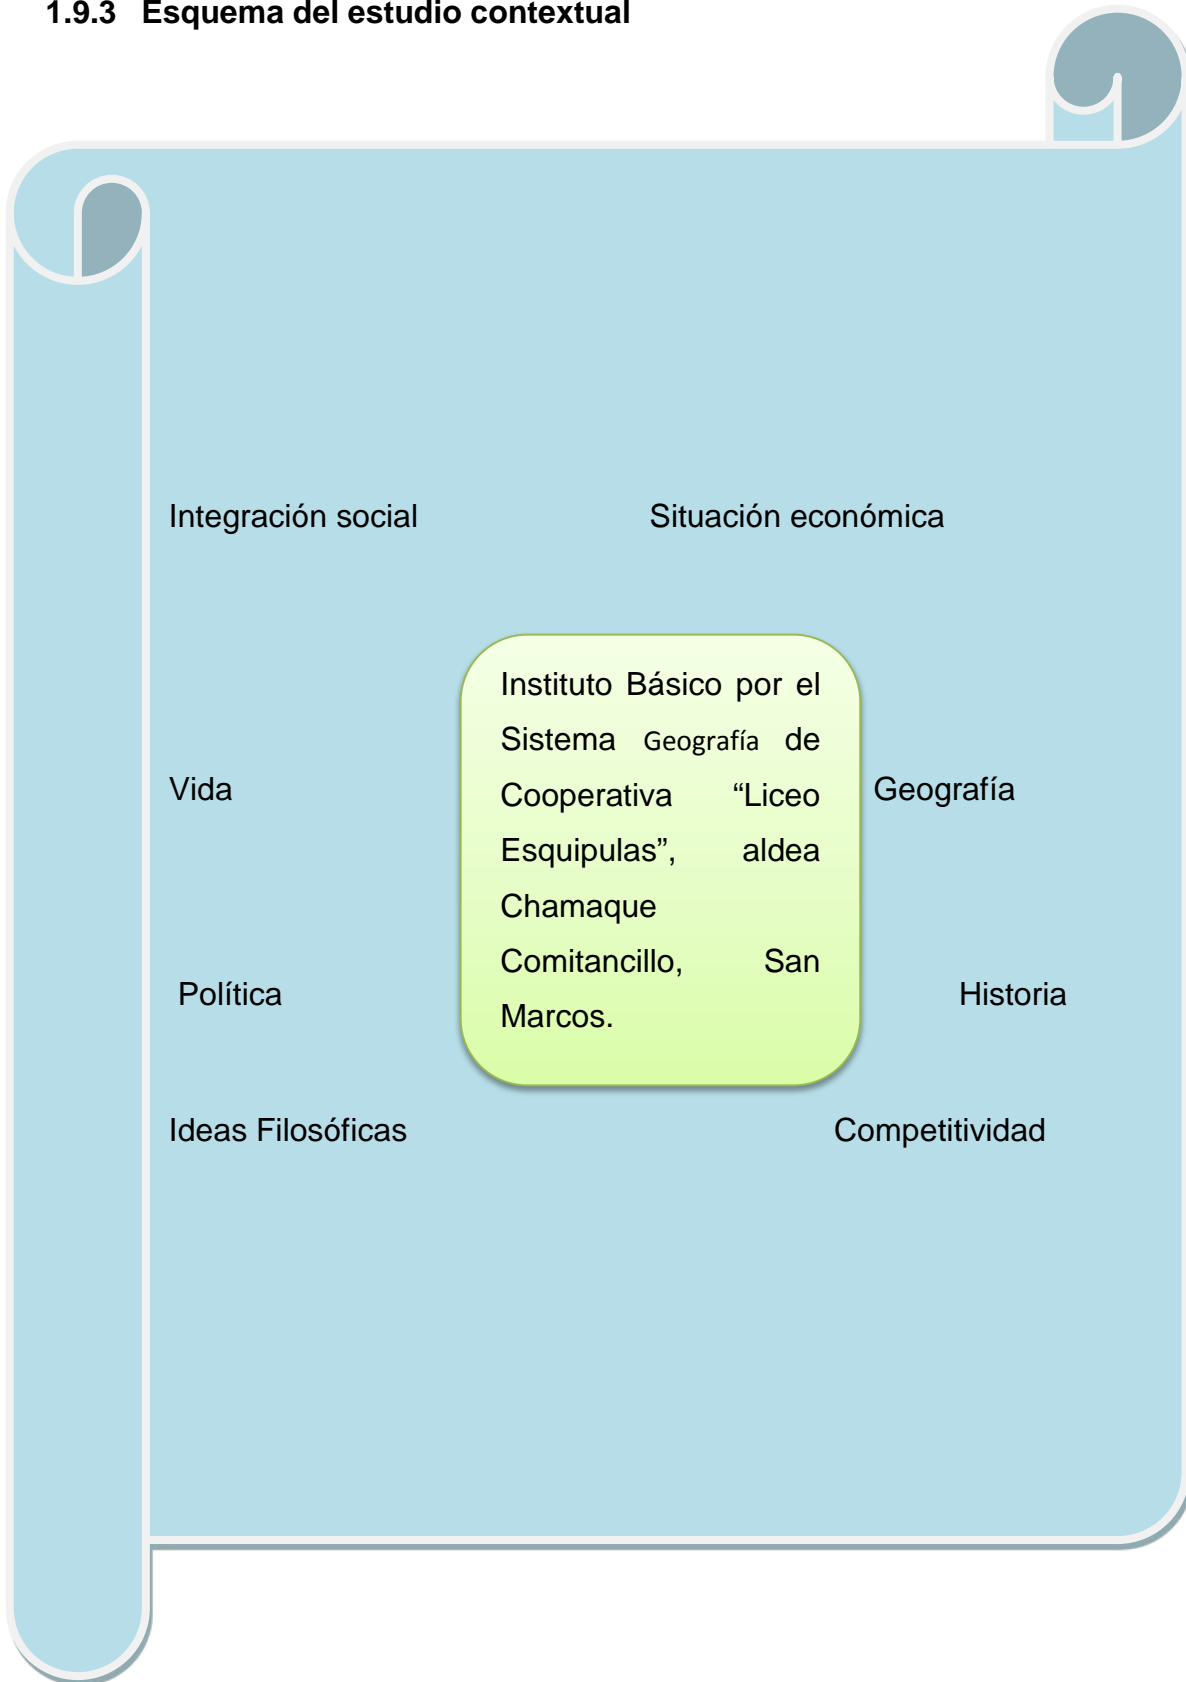 1.9.3 Esquema del estudio contextual
Integración social
Situación económica
Instituto Básico por el
Sistema Geografía de
Cooperativa “Liceo
Esquipulas”, aldea
Chamaque
Comitancillo, San
Marcos.
Vida
Geografía
Política
Historia
Ideas Filosóficas
Competitividad